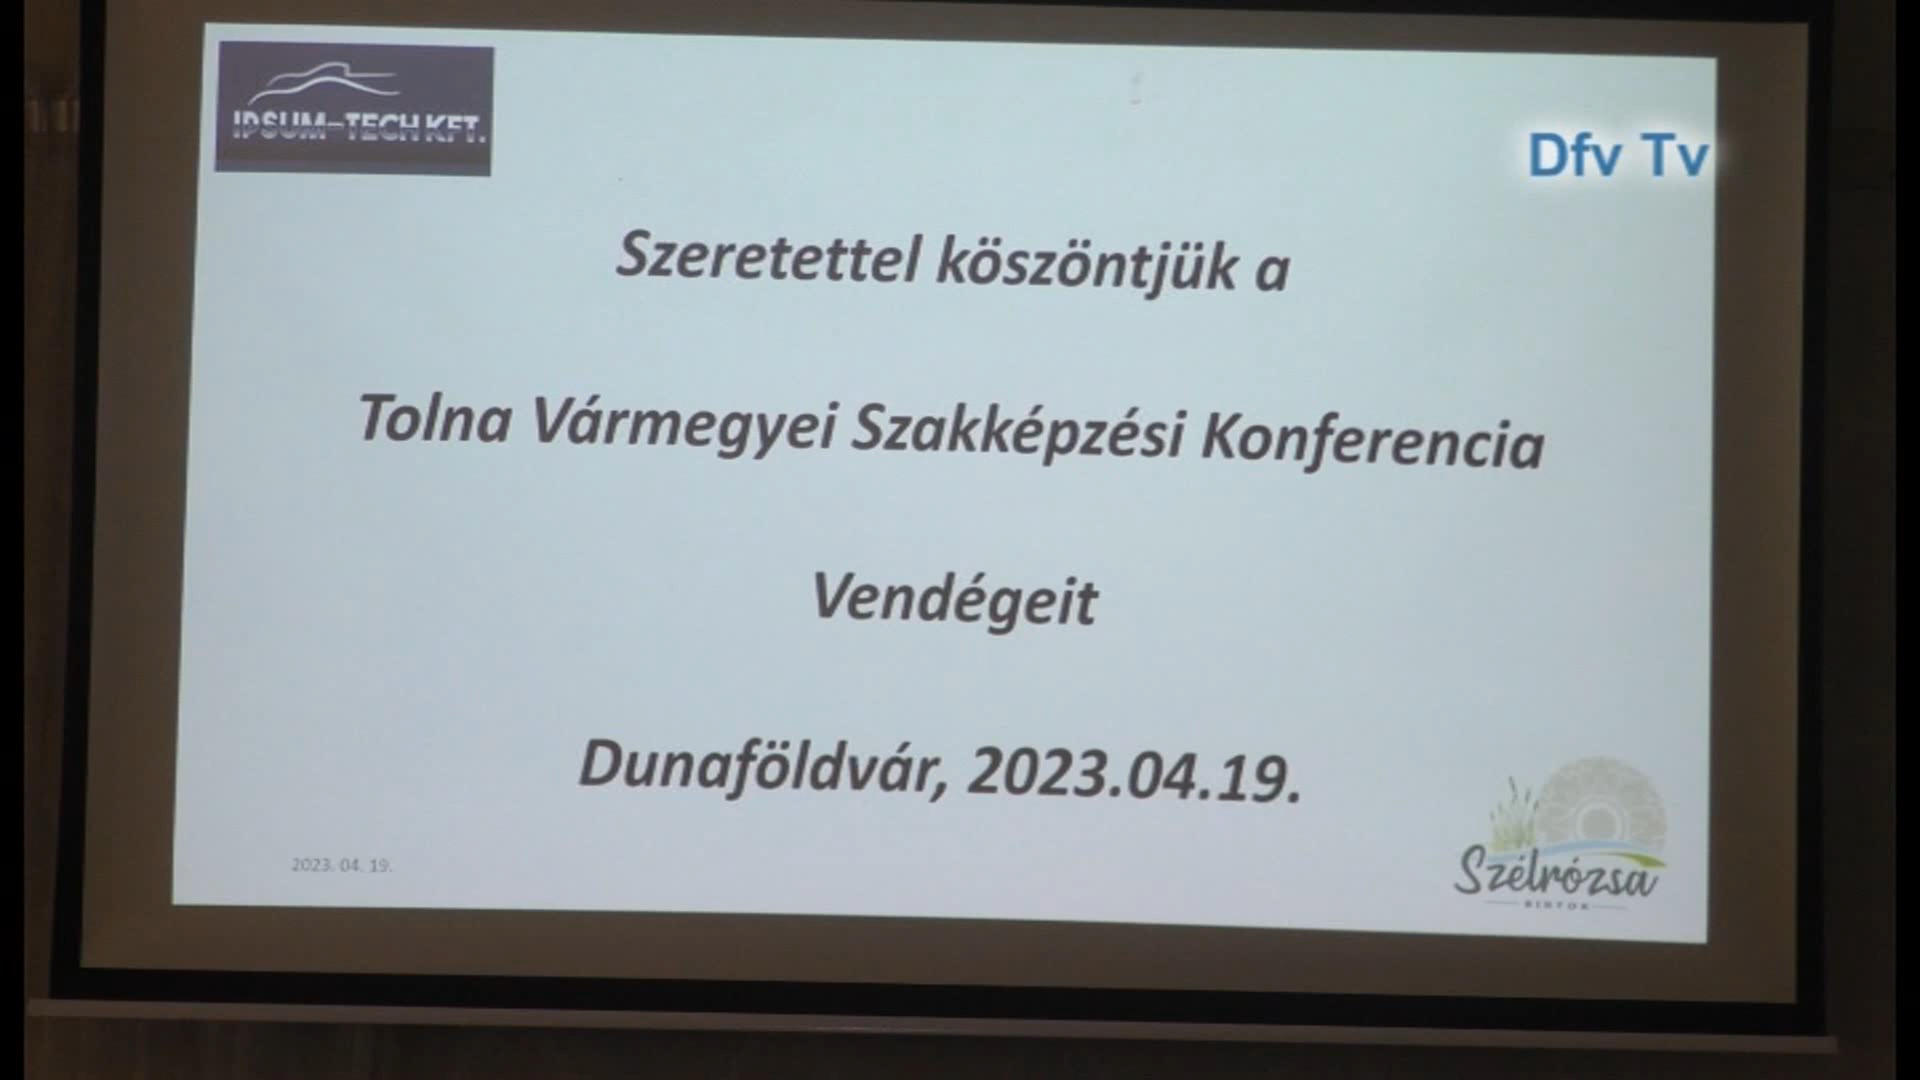 IPSUM-TECH KFT.
Dfv Tv
Szeretettel köszöntjük a
Tolna Vármegyei Szakképzési Konferencia
Vendégeit
Dunaföldvár, 2023.04.19.
2023. 04. 19.
Szélrózsa
BIRTOK